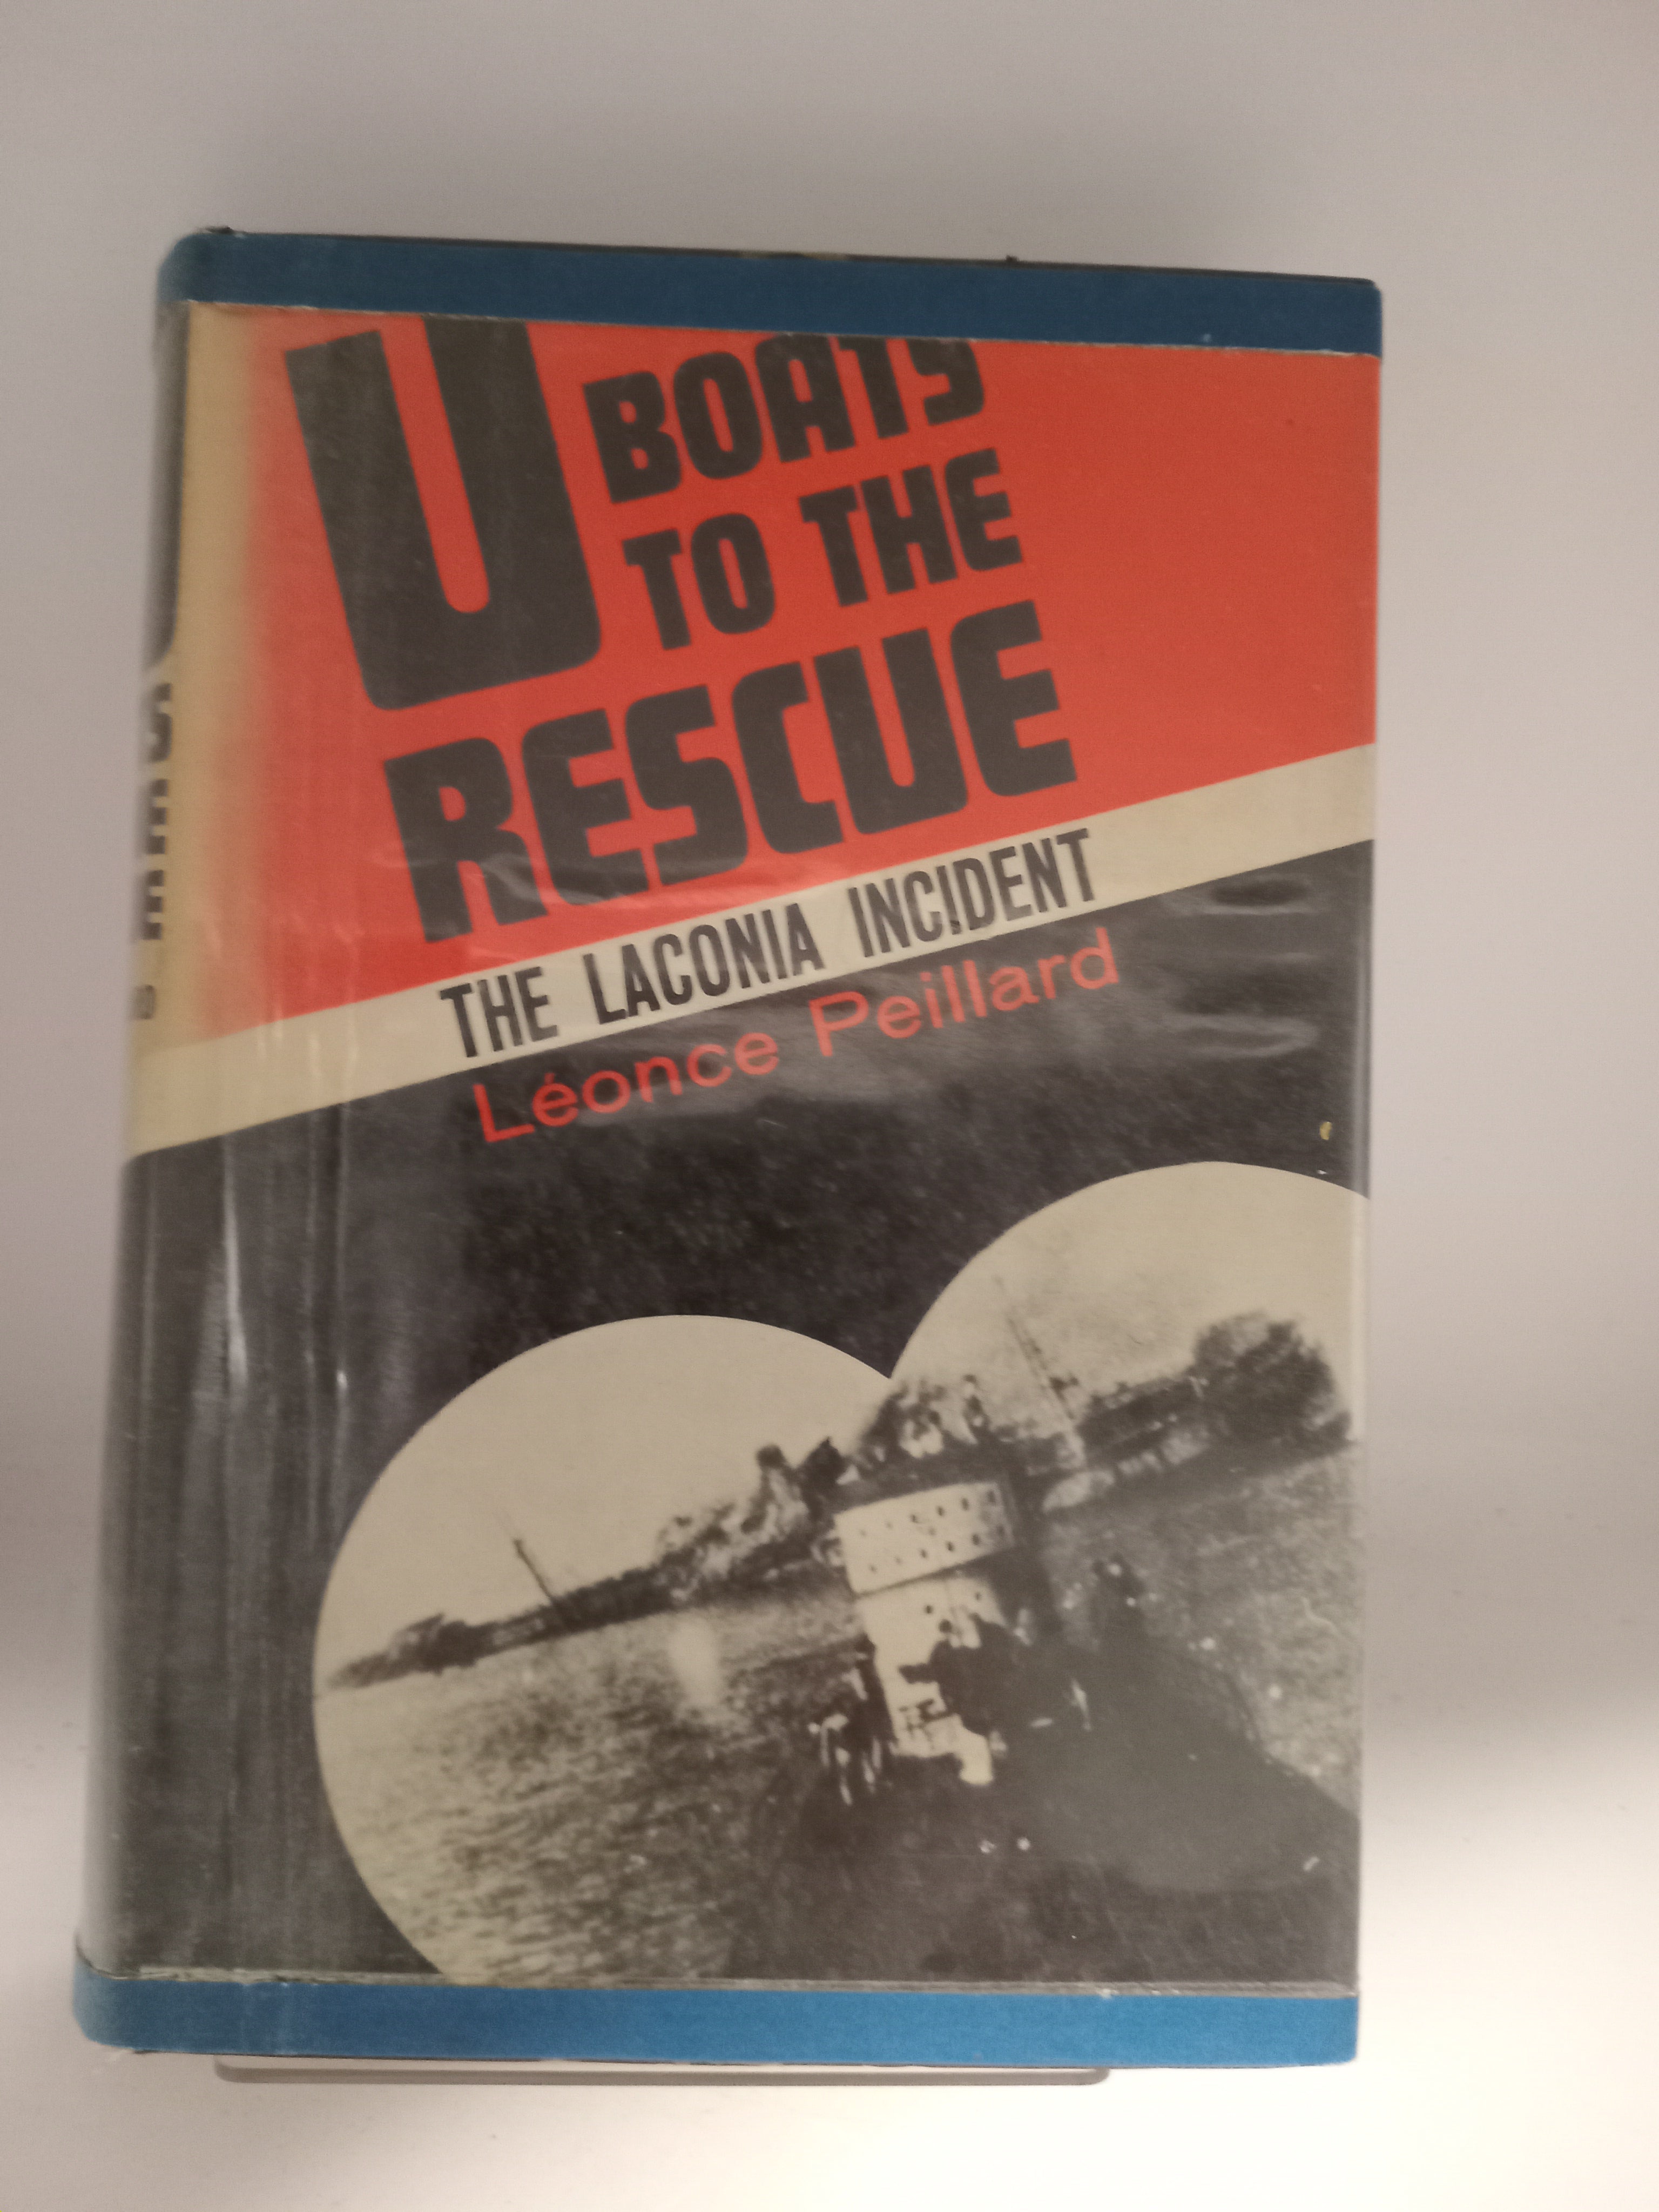 U BOATS
TO THE
RESCUE
THE LACONIA INCIDENT
Léonce Peillard